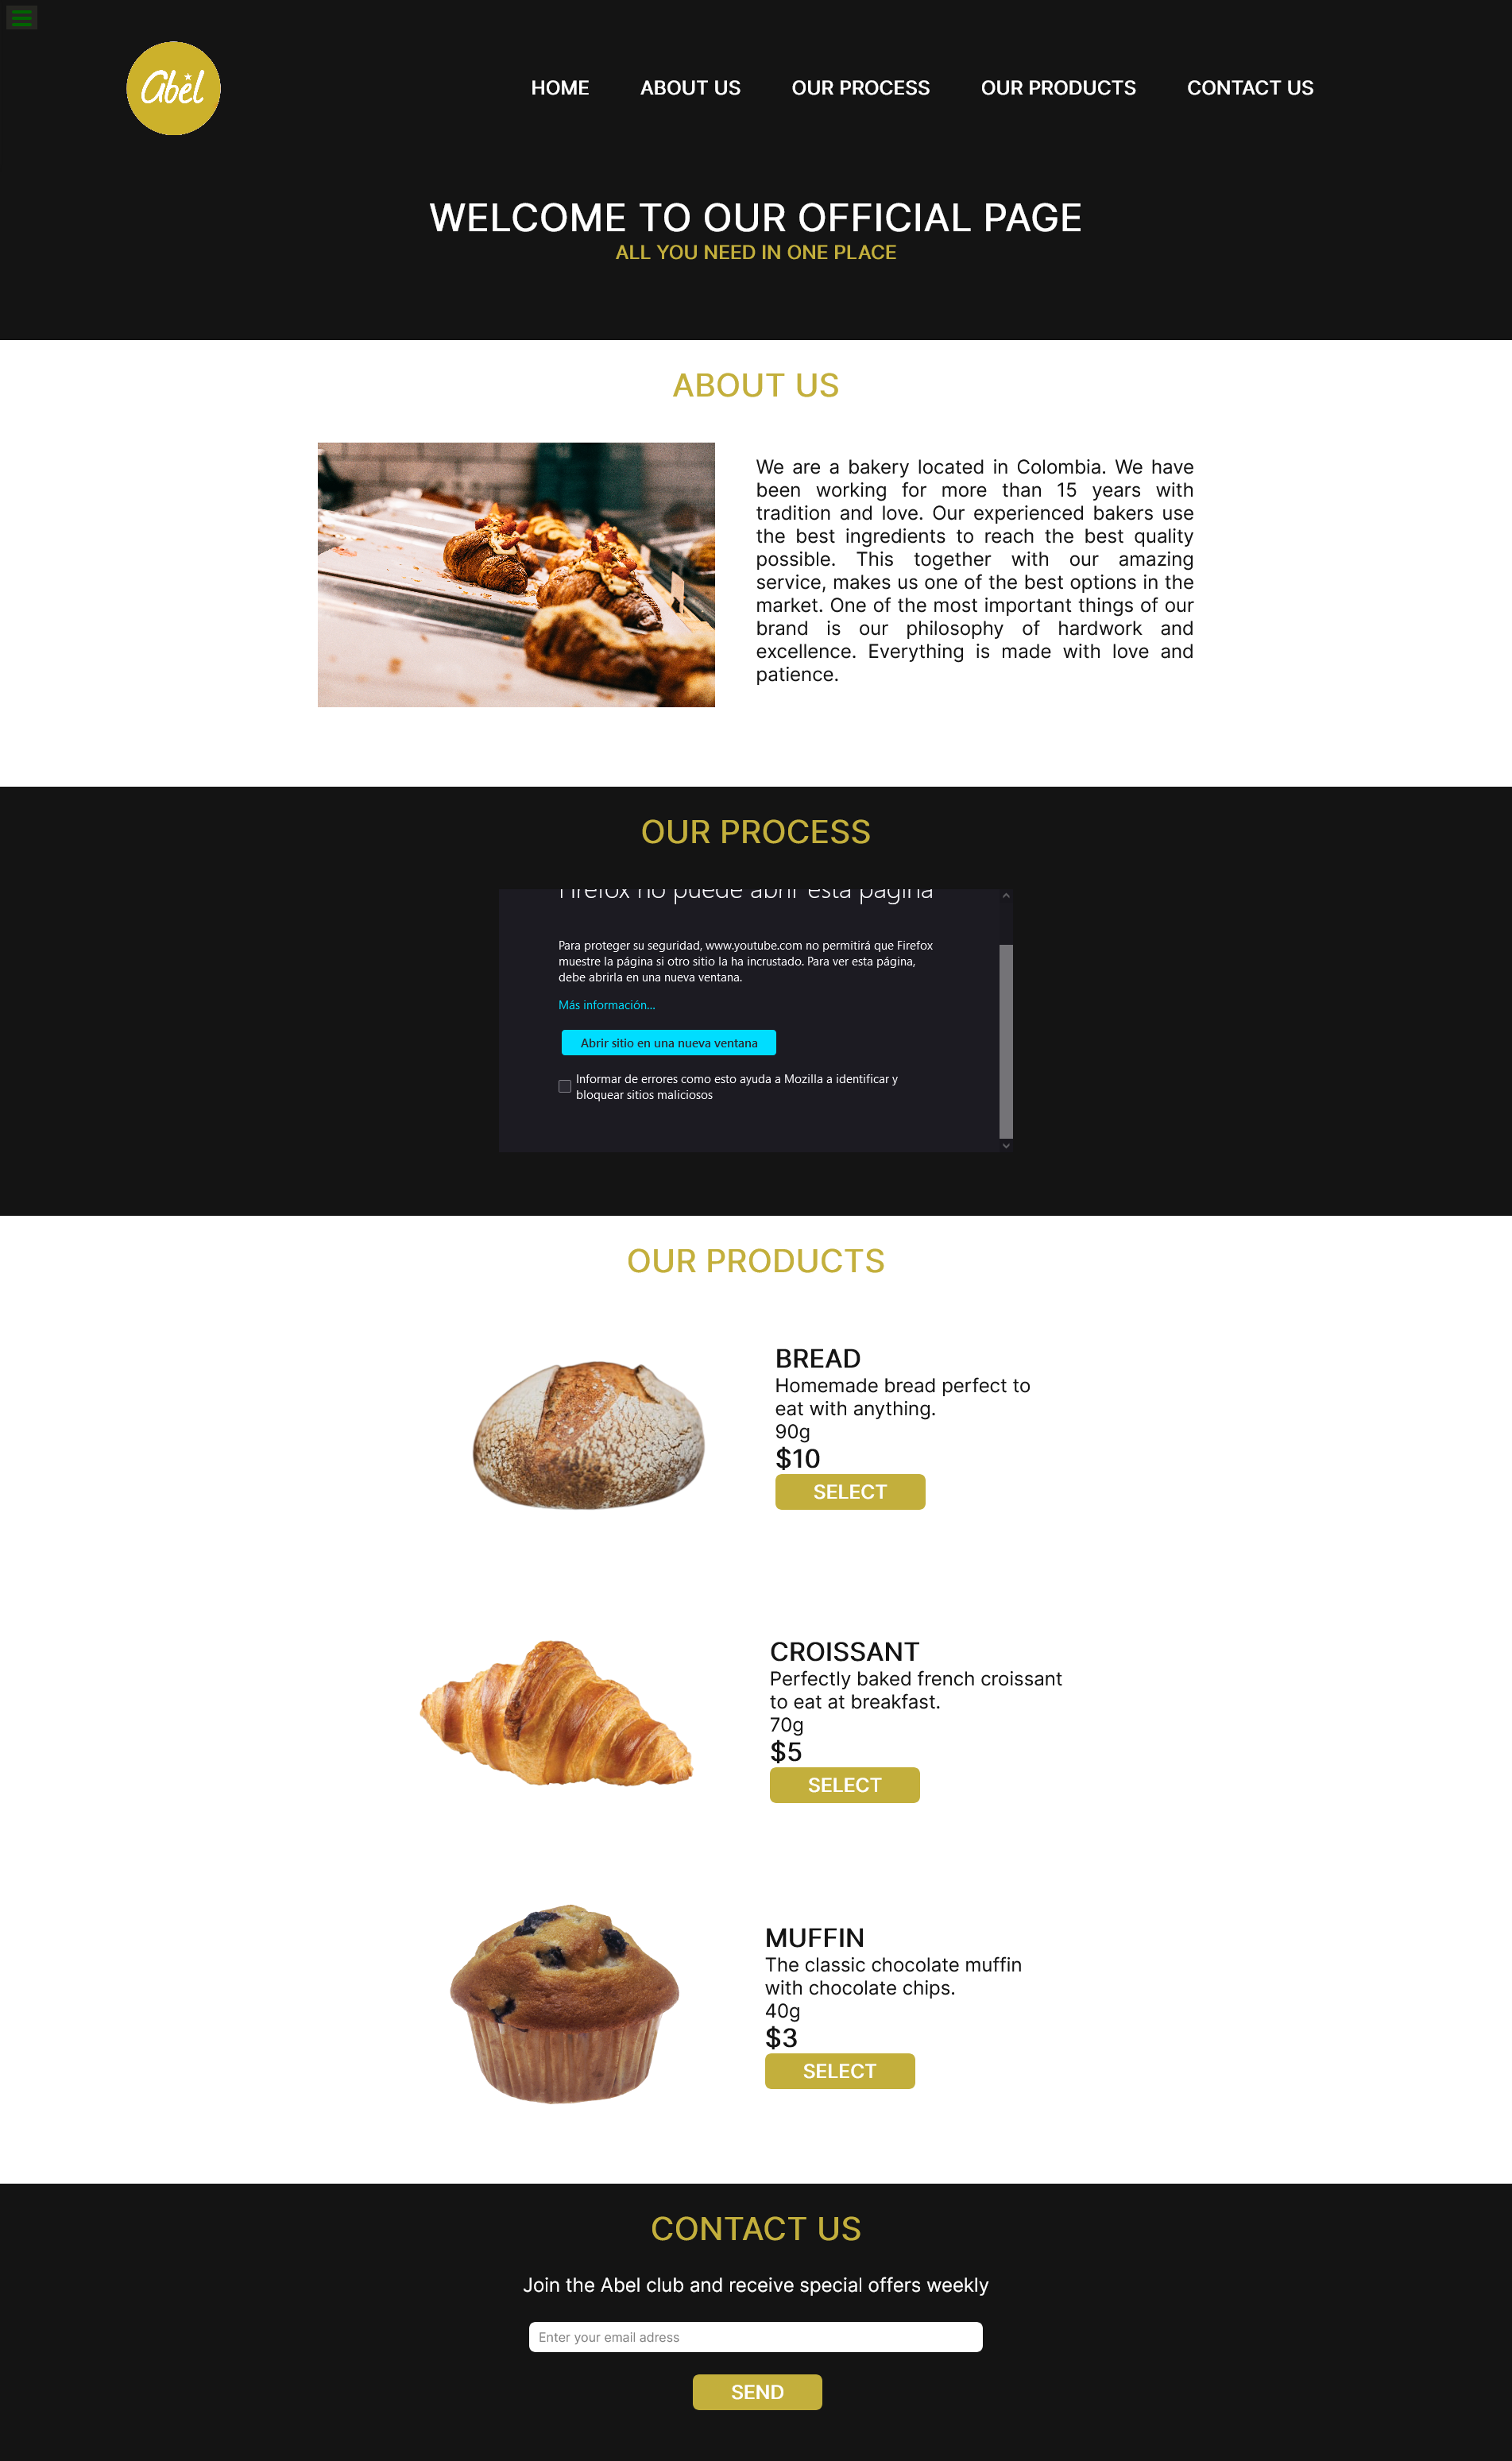 abel
HOME
ABOUT US
OUR PROCESS
OUR PRODUCTS
CONTACT US
WELCOME TO OUR OFFICIAL PAGE
ALL YOU NEED IN ONE PLACE
ABOUT US
We are a bakery located in Colombia. We have
been working for more than 15 years with
tradition and love. Our experienced bakers use
the best ingredients to reach the best quality
possible. This together with our amazing
service, makes us one of the best options in the
market. One of the most important things of our
brand is our philosophy of hardwork and
excellence. Everything is made with love and
patience.
OUR PROCESS
Firefox no puede abrir esta página
Para proteger su seguridad, www.youtube.com no permitirá que Firefox
muestre la página si otro sitio la ha incrustado. Para ver esta página,
debe abrirla en una nueva ventana.
Más información...
Abrir sitio en una nueva ventana
Informar de errores como esto ayuda a Mozilla a identificar y
bloquear sitios maliciosos
OUR PRODUCTS
BREAD
Homemade bread perfect to
eat with anything.
90g
$10
SELECT
CROISSANT
Perfectly baked french croissant
to eat at breakfast.
70g
$5
SELECT
MUFFIN
The classic chocolate muffin
with chocolate chips.
40g
$3
SELECT
CONTACT US
Join the Abel club and receive special offers weekly
Enter your email adress
SEND